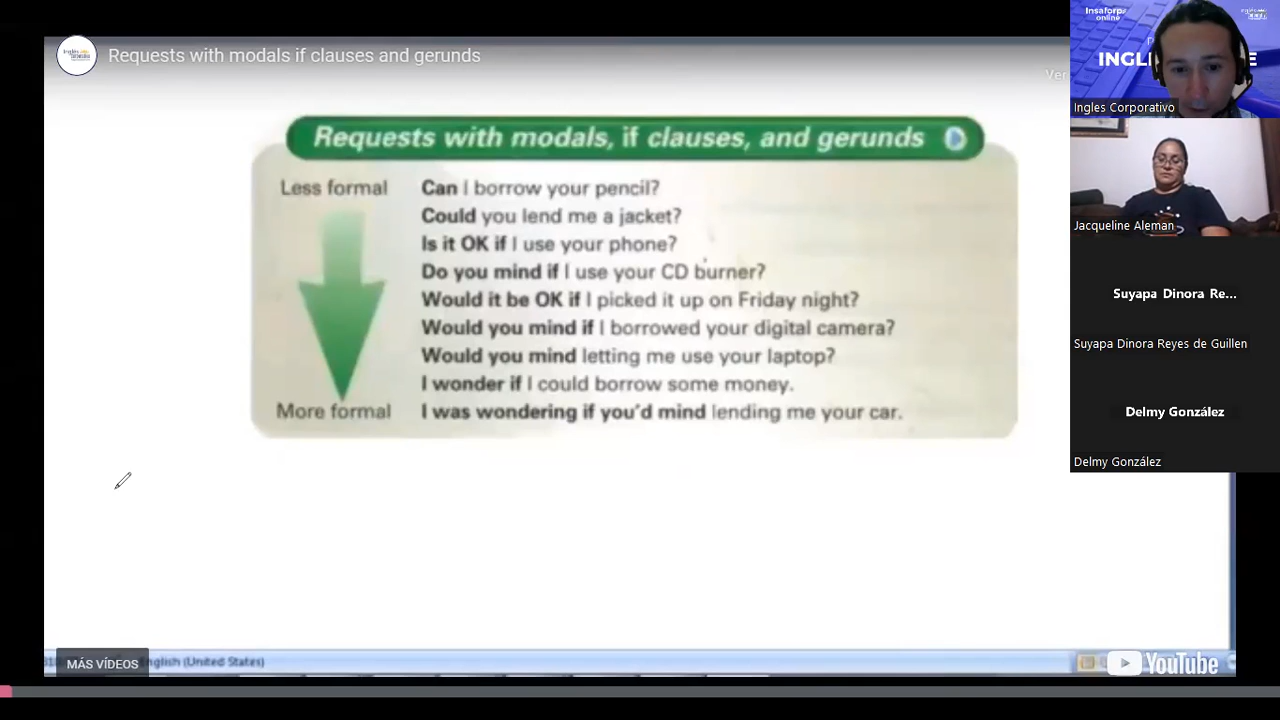 Requests with modals if clauses and gerunds
Ver
Requests with modals, if clauses, and gerunds
Less formal
Can I borrow your pencil?
Could you lend me a jacket?
Is it OK if I use your phone?
Do you mind if I use your CD burner?
Would it be OK if I picked it up on Friday night?
Would you mind if I borrowed your digital camera?
Would you mind letting me use your laptop?
I wonder if I could borrow some money.
More formal
I was wondering if you'd mind lending me your car.
MÁS VÍDEOS
English (United States)
YouTube
Insaforp
online
INGL
E
Ingles Corporativo
Jacqueline Aleman
Suyapa Dinora Re...
Suyapa Dinora Reyes de Guillen
Delmy González
Delmy González